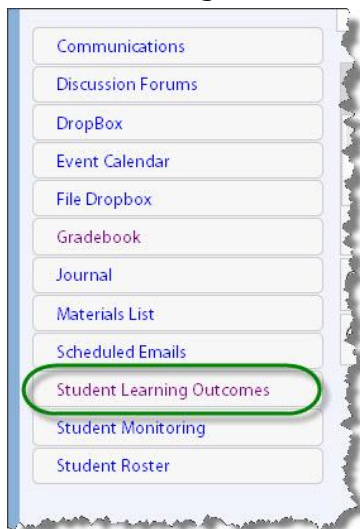 Communications
Discussion Forums
DropBox
Event Calendar
File Dropbox
Gradebook
Journal
Materials List
Scheduled Emails
Student Learning Outcomes
Student Monitoring
Student Roster